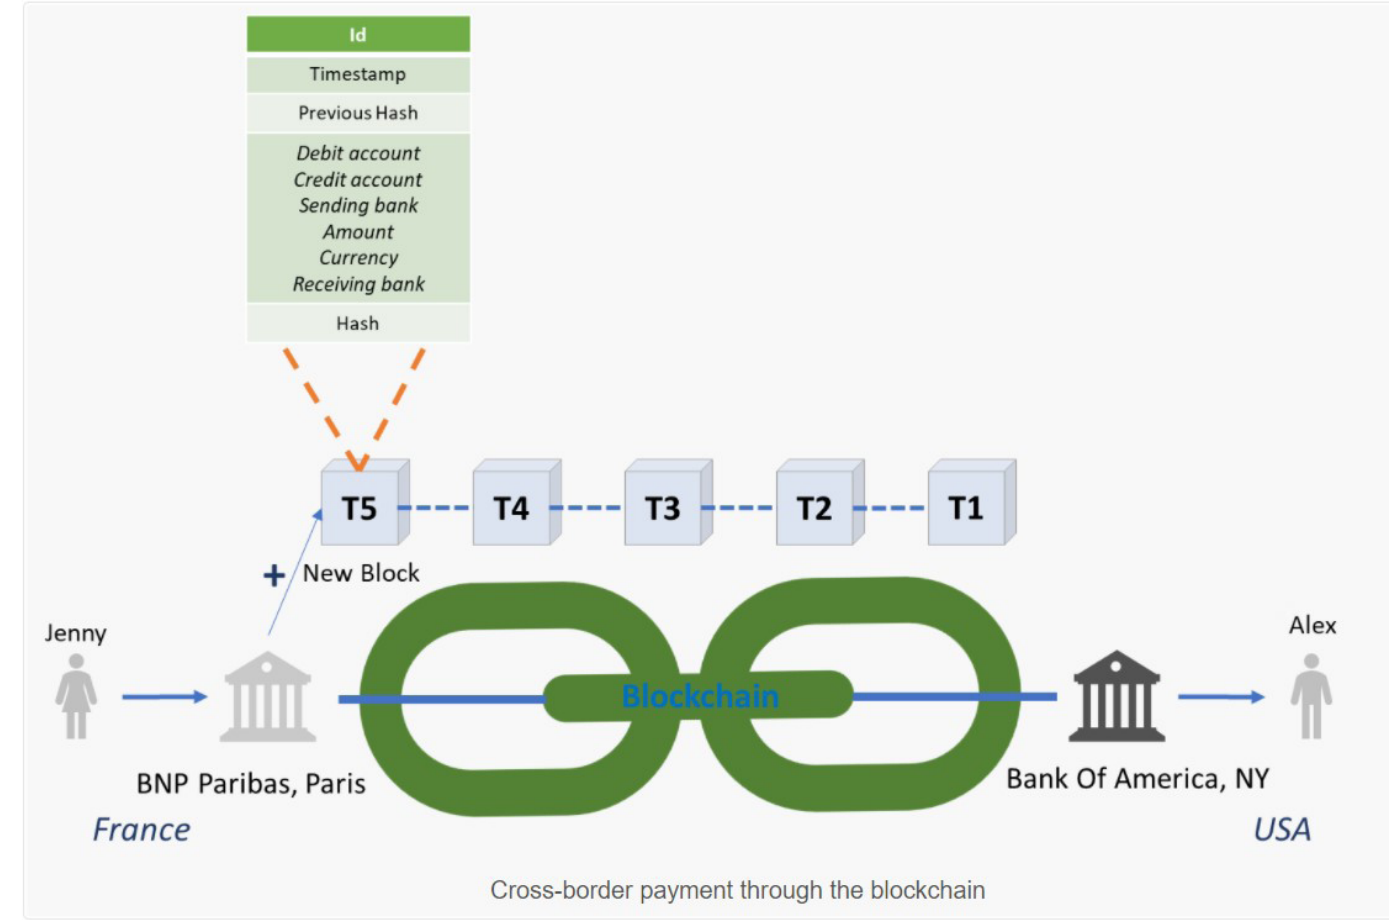 Id
Timestamp
Previous Hash
Debit account
Credit account
Sending bank
Amount
Currency
Receiving bank
Hash
T5 T4 T3 T2 T1
+ New Block
Jenny
Alex
Blockchain
BNP Paribas, Paris
Bank Of America, NY
France
USA
Cross-border payment through the blockchain